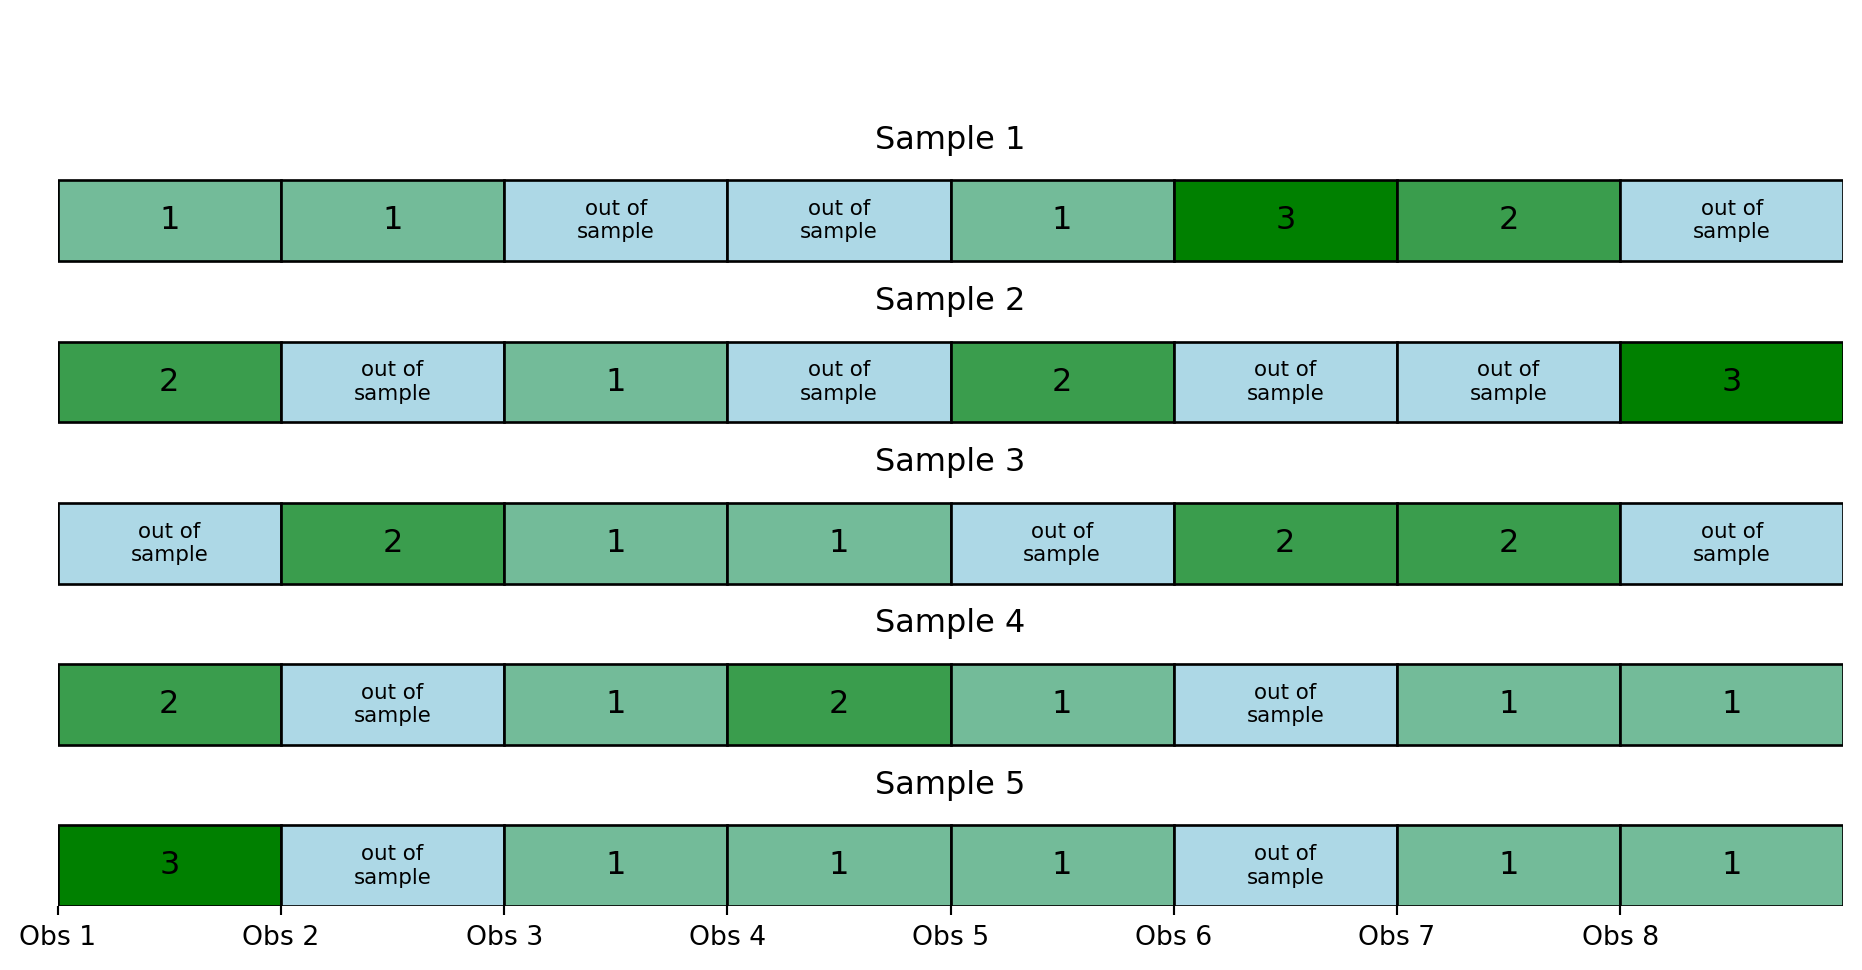 Sample 1
1 1 out of sample out of sample 1 3 2 out of sample
Sample 2
2 out of sample 1 out of sample 2 out of sample out of sample 3
Sample 3
out of sample 2 1 1 out of sample 2 2 out of sample
Sample 4
2 out of sample 1 2 1 out of sample 1 1
Sample 5
3 out of sample 1 1 1 out of sample 1 1
Obs 1 Obs 2 Obs 3 Obs 4 Obs 5 Obs 6 Obs 7 Obs 8